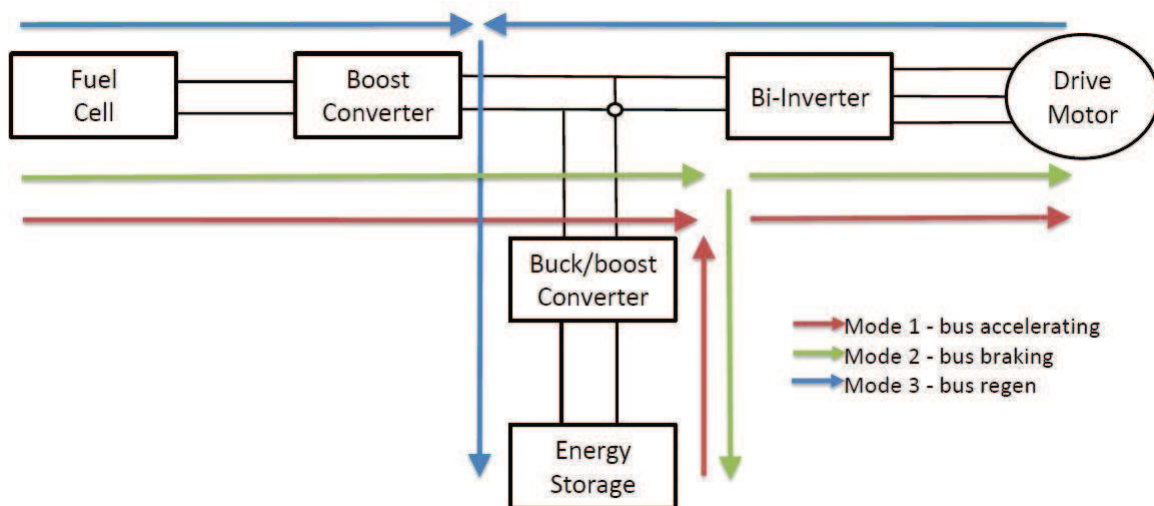 Fuel
Cell
Boost
Converter
Bi-Inverter
Drive
Motor
Buck/boost
Converter
Mode 1 - bus accelerating
Mode 2 - bus braking
Mode 3 - bus regen
Energy
Storage